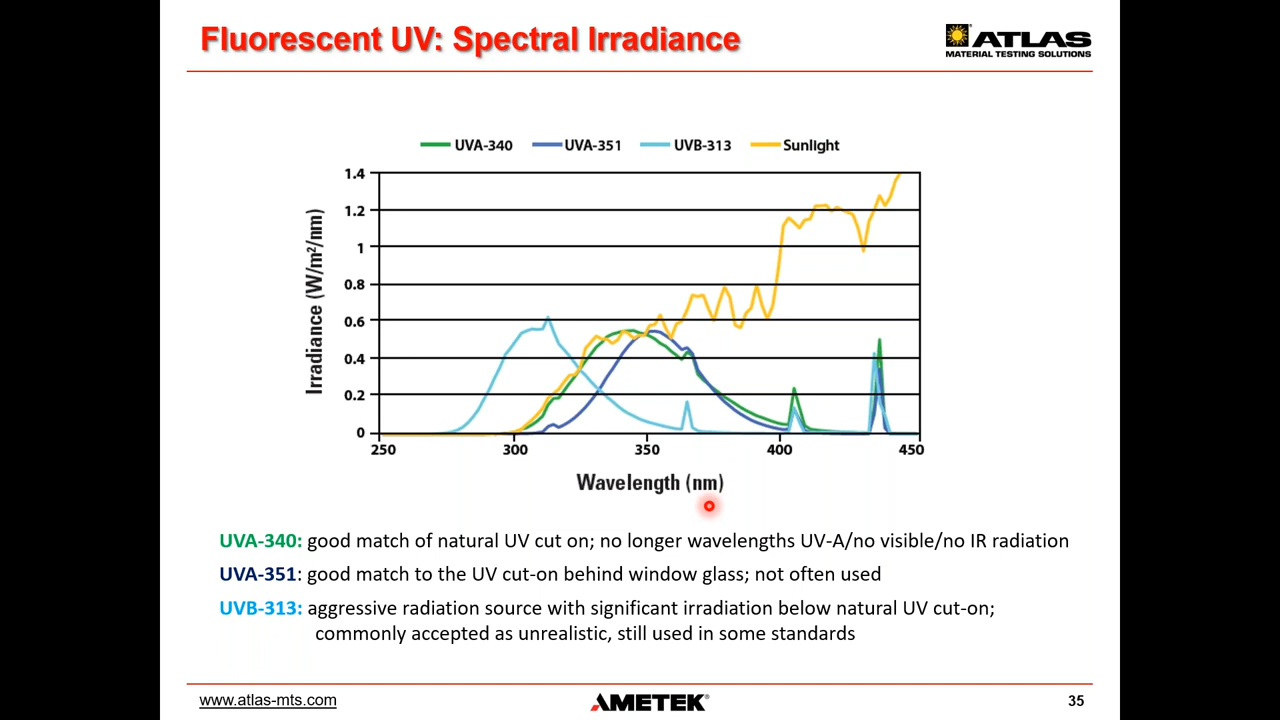 Fluorescent UV: Spectral Irradiance
ATLAS
MATERIAL TESTING SOLUTIONS
UVA-340 UVA-351 UVB-313 Sunlight
1.4
1.2
1
0.8
0.6
0.4
0.2
0
Irradiance (W/m²/nm)
250 300 350 400 450
Wavelength (nm)
UVA-340: good match of natural UV cut on; no longer wavelengths UV-A/no visible/no IR radiation
UVA-351: good match to the UV cut-on behind window glass; not often used
UVB-313: aggressive radiation source with significant irradiation below natural UV cut-on;
commonly accepted as unrealistic, still used in some standards
www.atlas-mts.com
AMETEK®
35